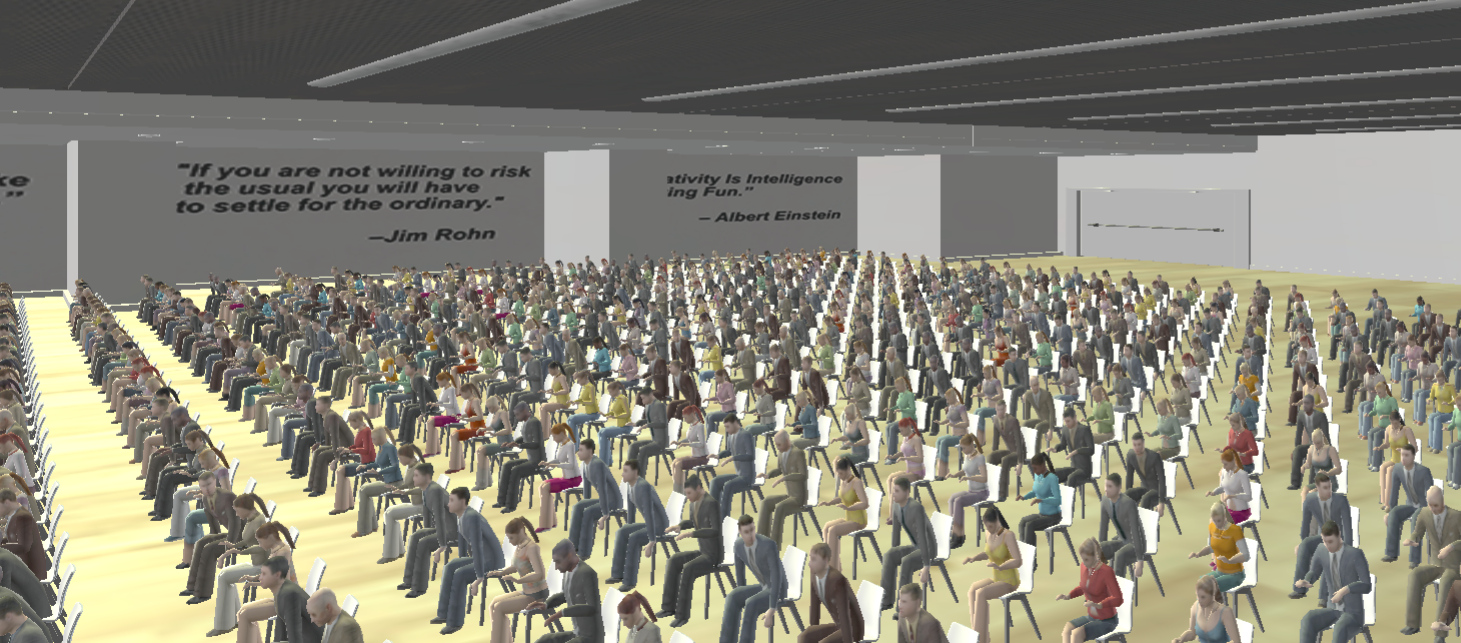 ke
”
"If you are not willing to risk
the usual you will have
to settle for the ordinary."
–Jim Rohn
ativity Is Intelligence
ing Fun.”
– Albert Einstein